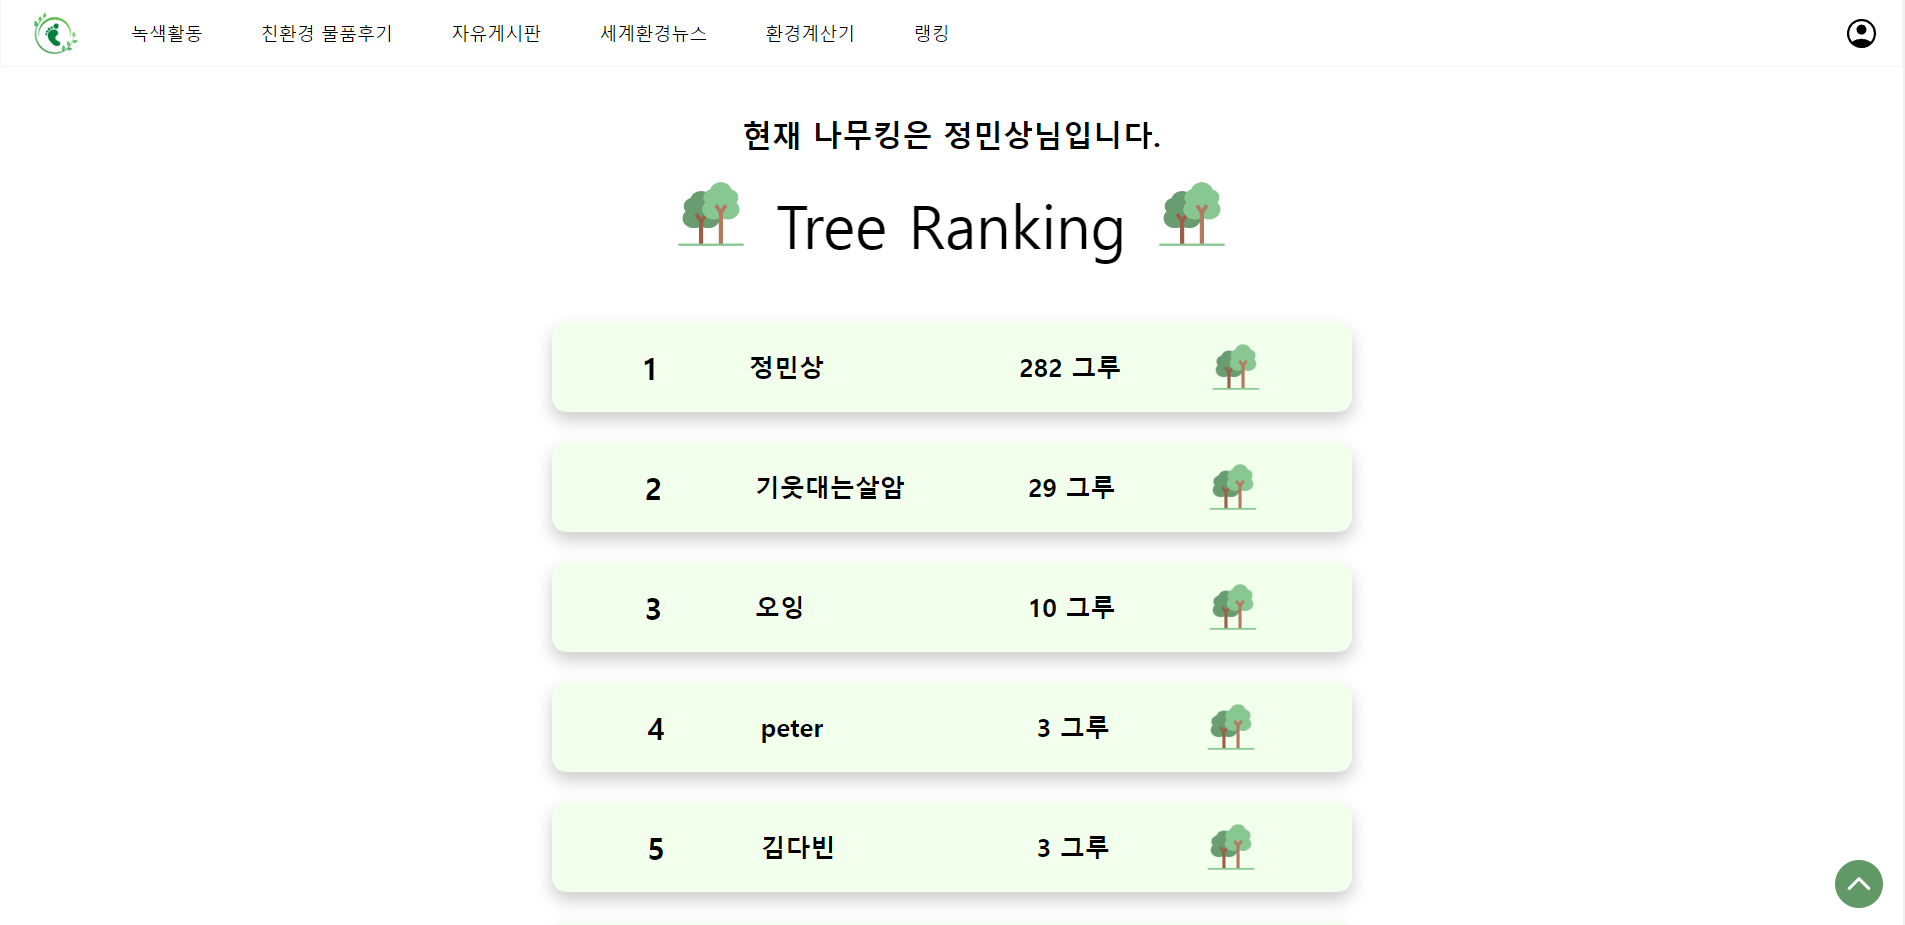 녹색활동 친환경 물품후기 자유게시판 세계환경뉴스 환경계산기 랭킹
현재 나무킹은 정민상님입니다.
Tree Ranking
1 정민상 282 그루
2 기웃대는살암 29 그루
3 오잉 10 그루
4 peter 3 그루
5 김다빈 3 그루